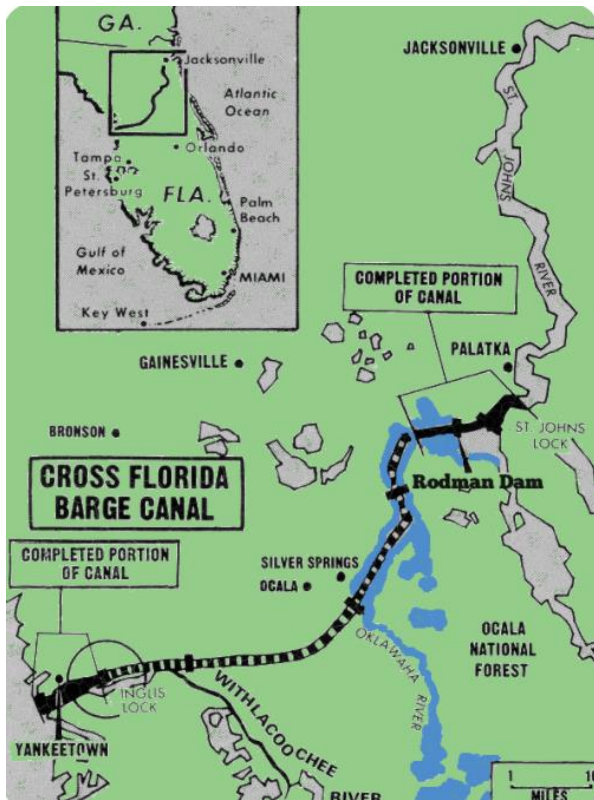 GA.
Jacksonville
Atlantic
Ocean
Orlando
Tampa
St.
Petersburg
FLA.
Palm
Beach
Gulf of
Mexico
MIAMI
Key West
JACKSONVILLE
ST.
JOHNS
RIVER
COMPLETED PORTION
OF CANAL
GAINESVILLE
PALATKA
BRONSON
ST. JOHNS
LOCK
CROSS FLORIDA
BARGE CANAL
Rodman Dam
COMPLETED PORTION
OF CANAL
SILVER SPRINGS
OCALA
OCALA
NATIONAL
FOREST
OKLAWAHA
RIVER
INGLIS
LOCK
WITHLACOOCHEE
RIVER
YANKEETOWN
1 10
MILES